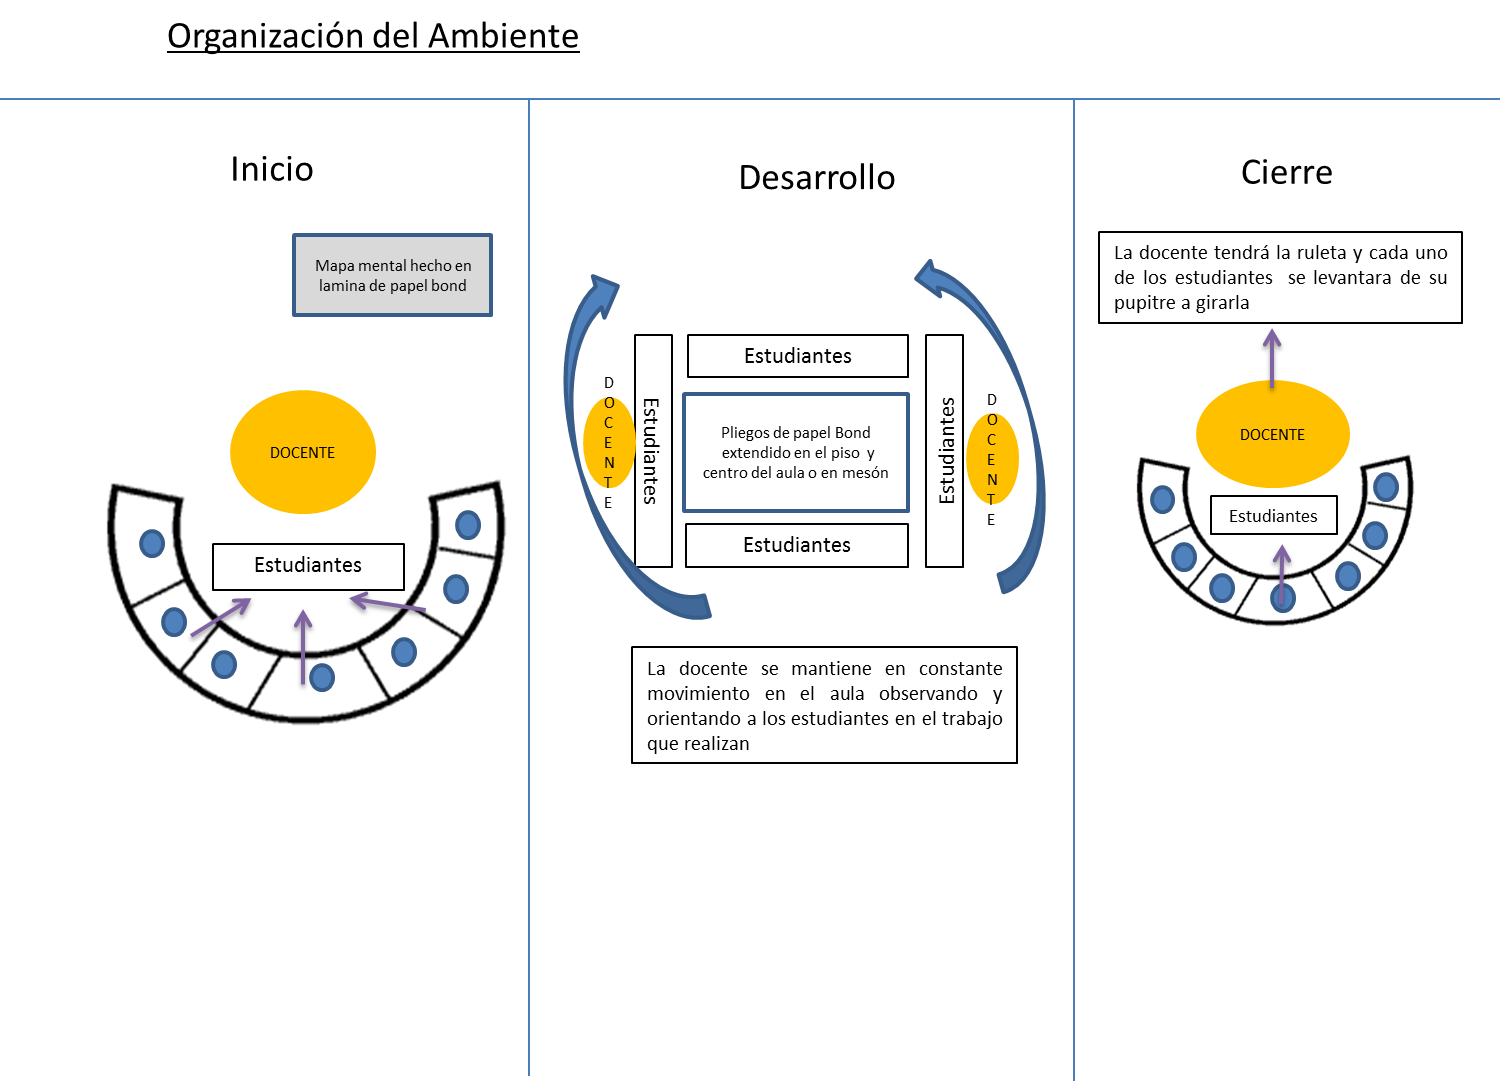 Organización del Ambiente
Inicio
Mapa mental hecho en
lamina de papel bond
DOCENTE
Estudiantes
Desarrollo
Estudiantes
DOCENTE
Estudiantes
Pliegos de papel Bond
extendido en el piso y
centro del aula o en mesón
Estudiantes
DOCENTE
Estudiantes
La docente se mantiene en constante
movimiento en el aula observando y
orientando a los estudiantes en el trabajo
que realizan
Cierre
La docente tendrá la ruleta y cada uno
de los estudiantes se levantara de su
pupitre a girarla
DOCENTE
Estudiantes